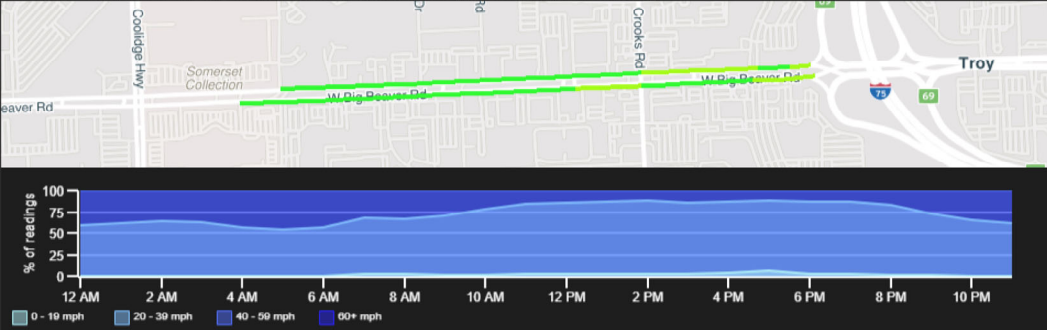 69
Coolidge Hwy
Dr
Rd
Crooks Rd
Somerset
Collection
W Big Beaver Rd
Troy
eaver Rd
W Big Beaver Rd
75
69
% of readings
100
75
50
25
0
12 AM 2 AM 4 AM 6 AM 8 AM 10 AM 12 PM 2 PM 4 PM 6 PM 8 PM 10 PM
0 - 19 mph 20 - 39 mph 40 - 59 mph 60+ mph